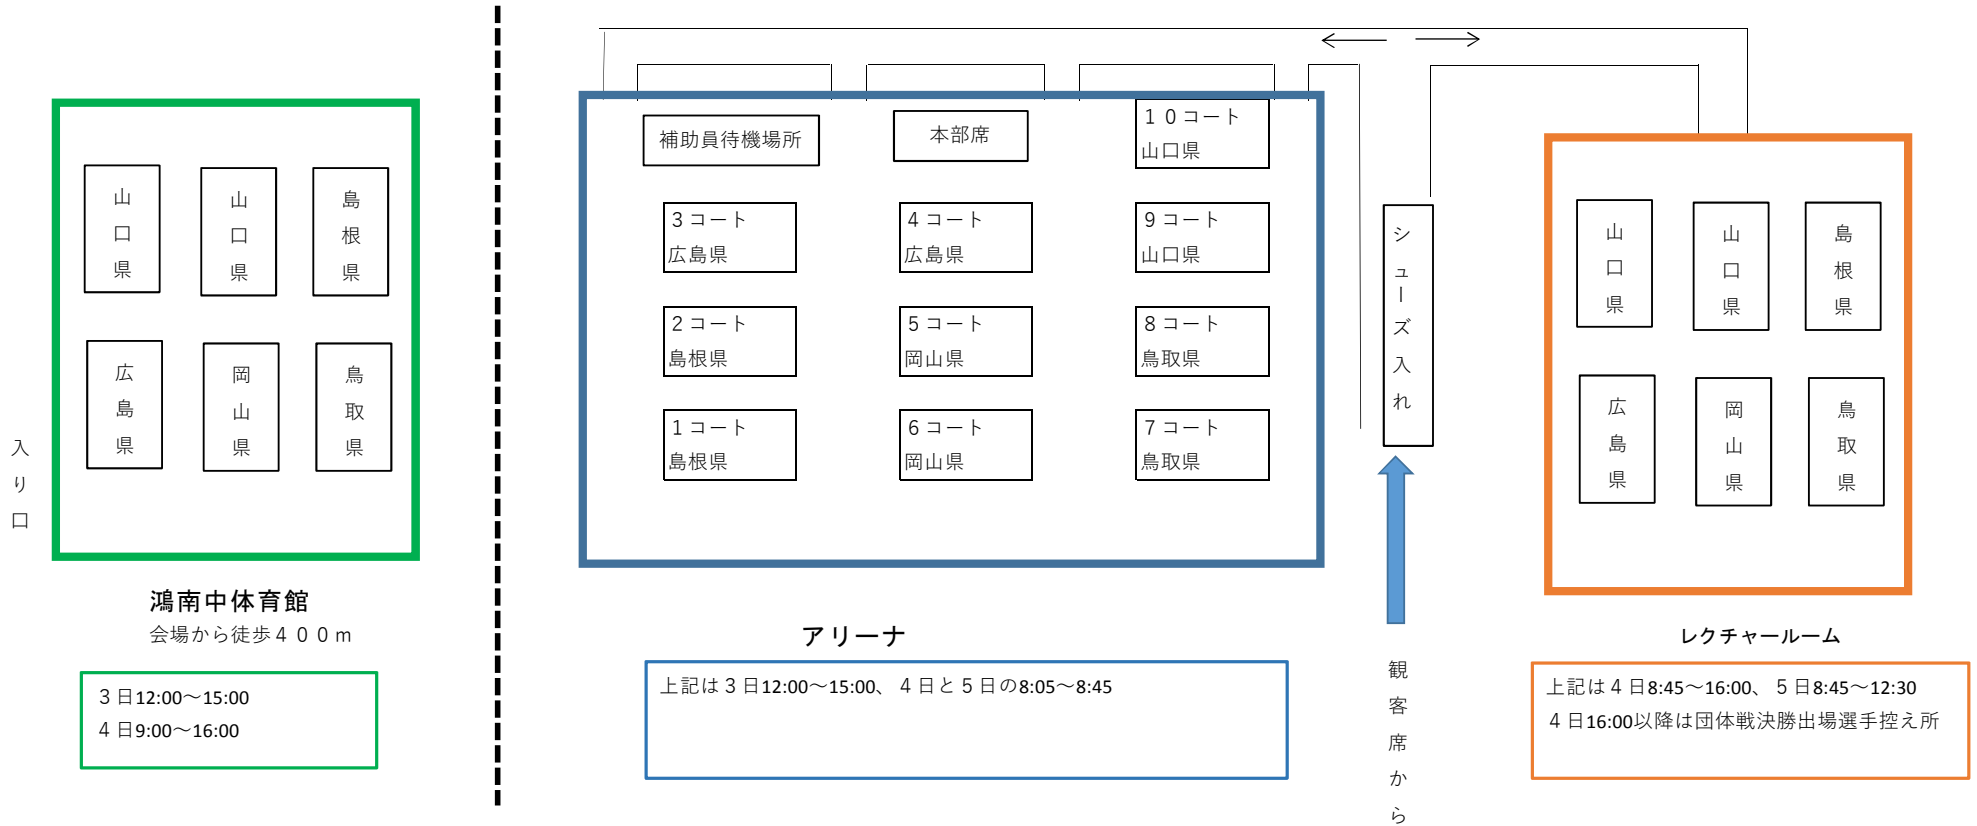 入り口
山口県
山口県
島根県
広島県
岡山県
鳥取県
鴻南中体育館
会場から徒歩４００ｍ
３日12:00～15:00
４日9:00～16:00
補助員待機場所
本部席
１０コート
山口県
３コート
広島県
４コート
広島県
９コート
山口県
２コート
島根県
５コート
岡山県
８コート
鳥取県
１コート
島根県
６コート
岡山県
７コート
鳥取県
アリーナ
上記は３日12:00～15:00、４日と５日の8:05～8:45
シューズ入れ
観客席から
山口県
山口県
島根県
広島県
岡山県
鳥取県
レクチャールーム
上記は４日8:45～16:00、５日8:45～12:30
４日16:00以降は団体戦決勝出場選手控え所